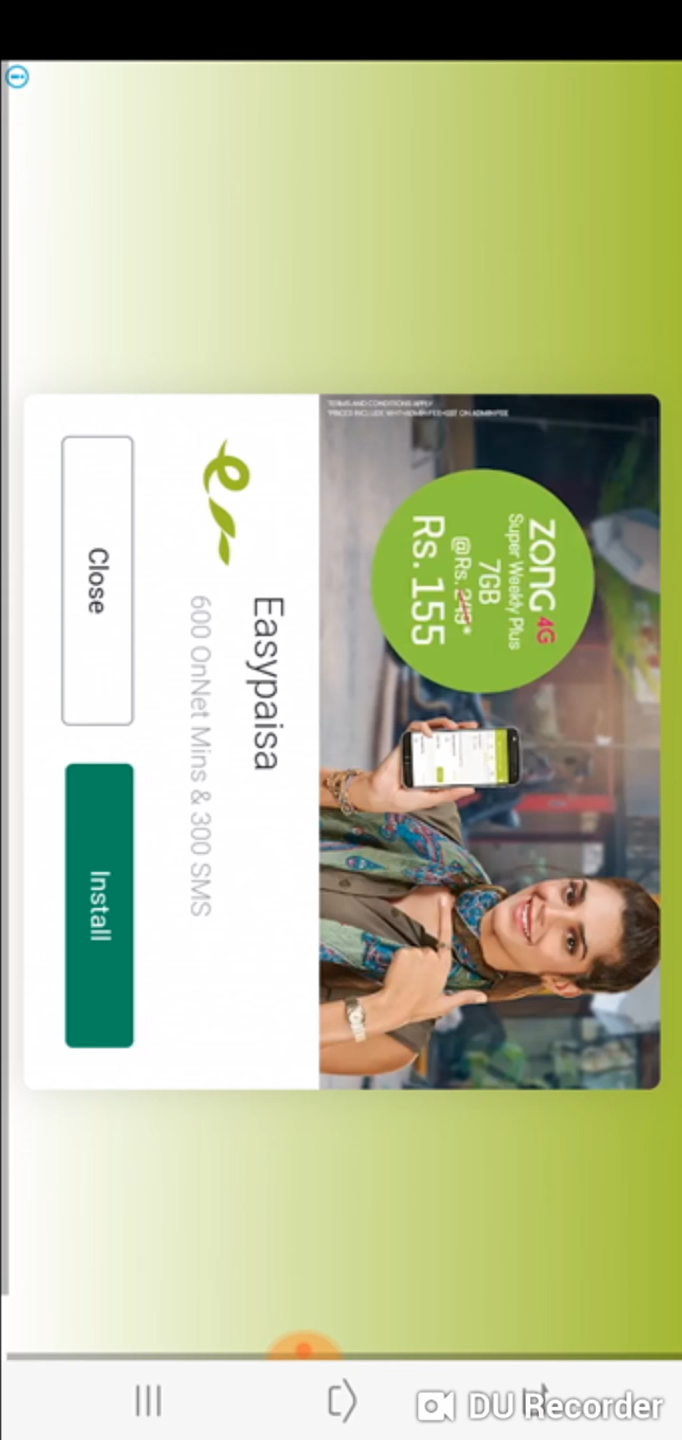 TERMS AND CONDITIONS APPLY
zonG 4G
Super Weekly Plus
7GB
@Rs.
Rs. 155
Easypaisa
600 OnNet Mins & 300 SMS
Close
Install
DU Recorder